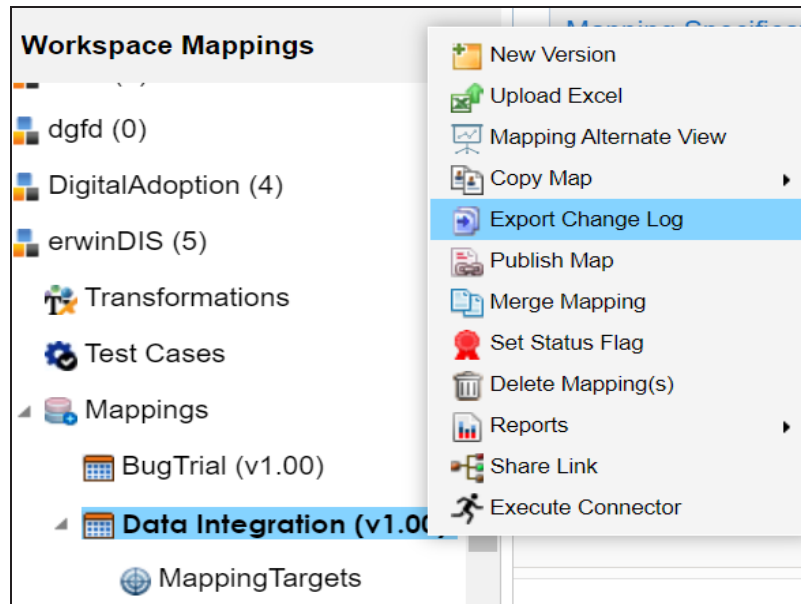 Workspace Mappings
dgfd (0)
DigitalAdoption (4)
erwinDIS (5)
Transformations
Test Cases
Mappings
BugTrial (v1.00)
Data Integration (v1.00)
MappingTargets
New Version
Upload Excel
Mapping Alternate View
Copy Map
Export Change Log
Publish Map
Merge Mapping
Set Status Flag
Delete Mapping(s)
Reports
Share Link
Execute Connector